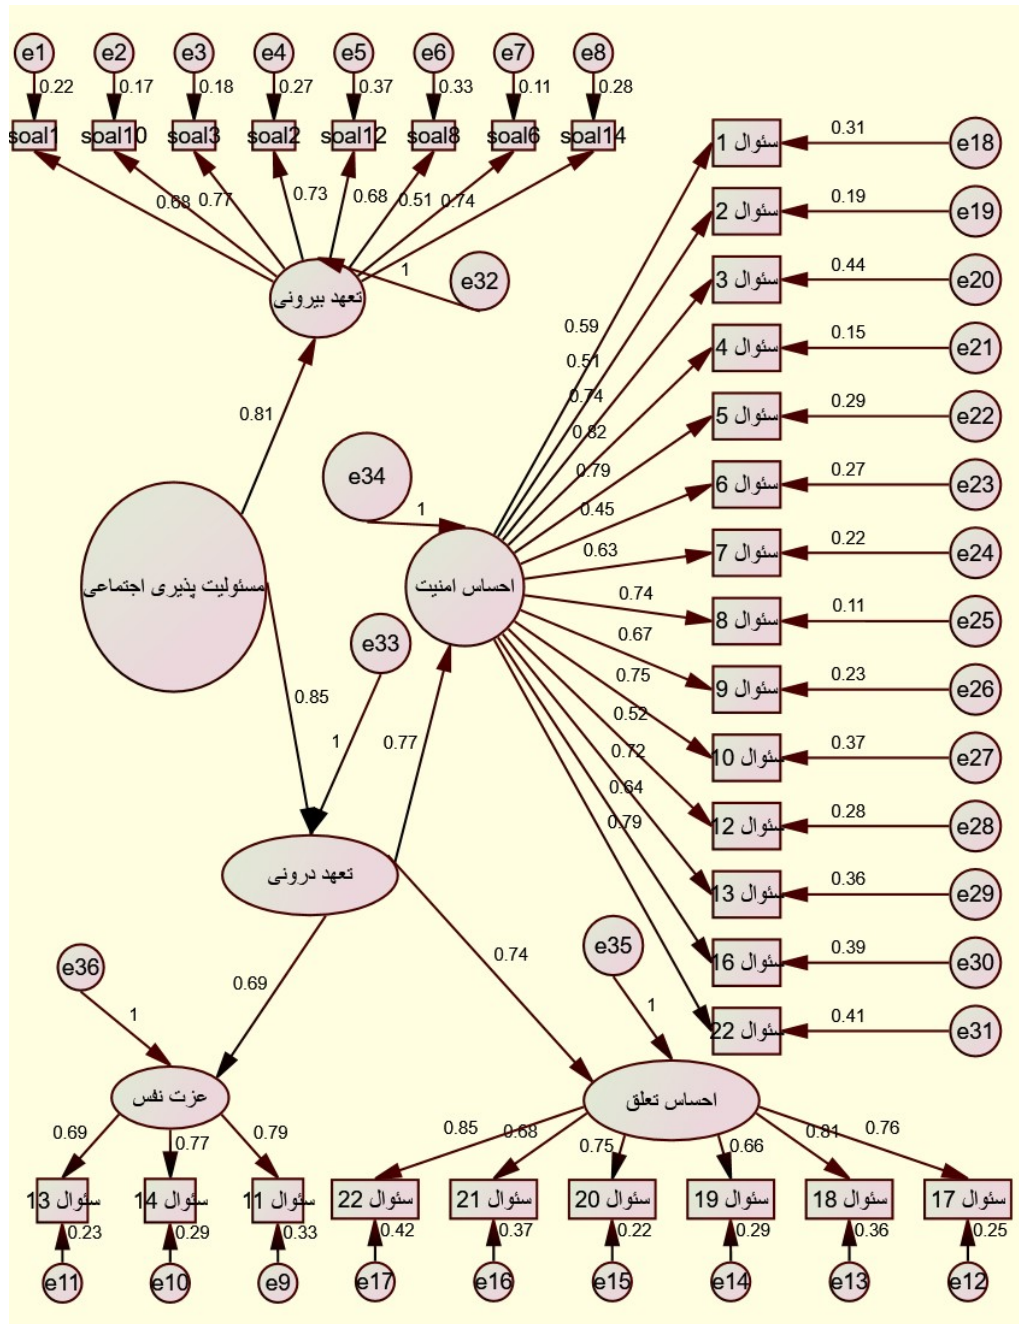 e1 e2 e3 e4 e5 e6 e7 e8
0.22 0.17 0.18 0.27 0.37 0.33 0.11 0.28
soal1 soal10 soal3 soal2 soal12 soal8 soal6 soal14
0.68 0.77 0.73 0.68 0.51 0.74
تعهد بیرونی
1
e32
0.81
مسئولیت پذیری اجتماعی
e34
1
احساس امنیت
e33
1
0.85
0.77
تعهد درونی
0.59
0.51
0.74
0.82
0.79
0.45
0.63
0.74
0.67
0.75
0.52
0.72
0.64
0.79
سئوال 1 0.31 e18
سئوال 2 0.19 e19
سئوال 3 0.44 e20
سئوال 4 0.15 e21
سئوال 5 0.29 e22
سئوال 6 0.27 e23
سئوال 7 0.22 e24
سئوال 8 0.11 e25
سئوال 9 0.23 e26
سئوال 10 0.37 e27
سئوال 12 0.28 e28
سئوال 13 0.36 e29
سئوال 16 0.39 e30
سئوال 22 0.41 e31
0.69
0.74
e36
1
عزت نفس
e35
1
احساس تعلق
0.69 0.77 0.79
سئوال 13 سئوال 14 سئوال 11
0.23 0.29 0.33
e11 e10 e9
0.85 0.68 0.75 0.66 0.81 0.76
سئوال 22 سئوال 21 سئوال 20 سئوال 19 سئوال 18 سئوال 17
0.42 0.37 0.22 0.29 0.36 0.25
e17 e16 e15 e14 e13 e12